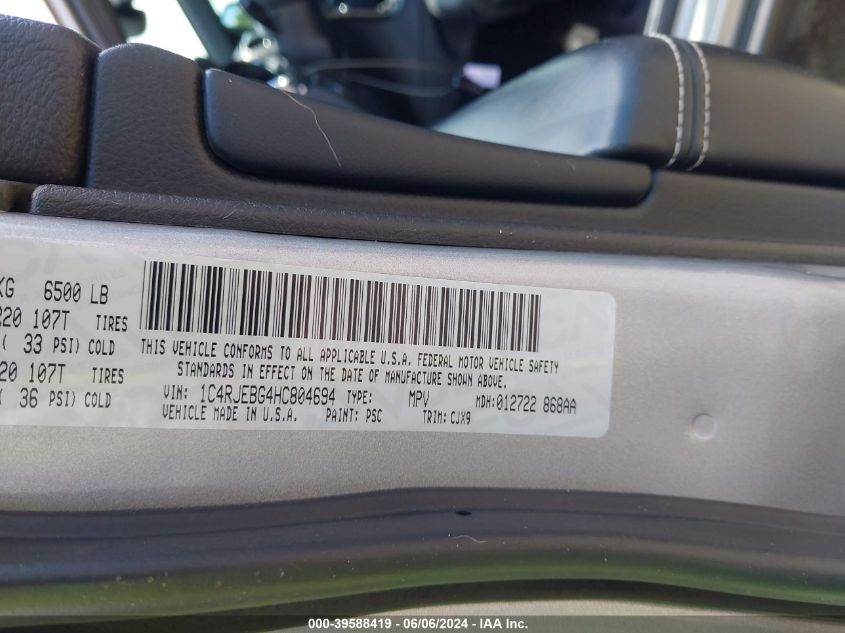 KG 6500 LB
R20 107T TIRES
( 33 PSI) COLD
20 107T TIRES
( 36 PSI) COLD
THIS VEHICLE CONFORMS TO ALL APPLICABLE U.S.A. FEDERAL MOTOR VEHICLE SAFETY
STANDARDS IN EFFECT ON THE DATE OF MANUFACTURE SHOWN ABOVE.
VIN: 1C4RJEBG4HC804694 TYPE: MPV MDH:012722 868AA
VEHICLE MADE IN U.S.A. PAINT: PSC TRIM: CJX9
000-39588419 - 06/06/2024 - IAA Inc.